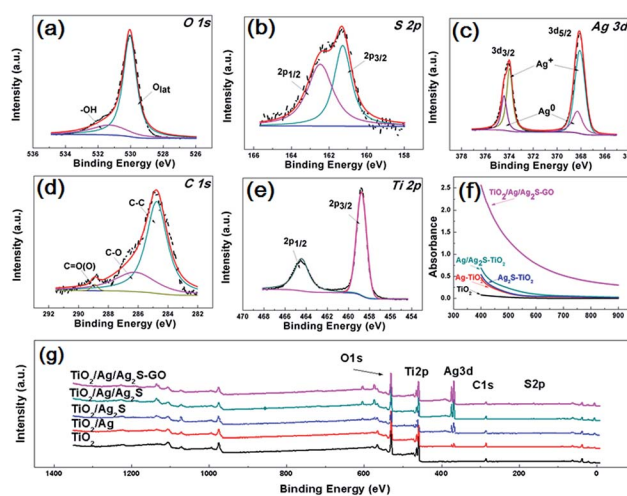 (a)
O 1s
-OH
O_lat
Intensity (a.u.)
536 534 532 530 528 526
Binding Energy (eV)
(b)
S 2p
2p1/2
2p3/2
Intensity (a.u.)
166 164 162 160 158
Binding Energy (eV)
(c)
Ag 3d
3d3/2
3d5/2
Ag+
Ag0
Intensity (a.u.)
376 374 372 370 368 366
Binding Energy (eV)
(d)
C 1s
C-C
C-O
C=O(O)
Intensity (a.u.)
292 290 288 286 284 282
Binding Energy (eV)
(e)
Ti 2p
2p1/2
2p3/2
Intensity (a.u.)
470 468 466 464 462 460 458 456 454
Binding Energy (eV)
(f)
TiO2/Ag/Ag2S-GO
Ag/Ag2S-TiO2
Ag-TiO2
Ag2S-TiO2
TiO2
Absorbance
2.5
2.0
1.5
1.0
0.5
0.0
300 400 500 600 700 800 900
(g)
O1s
Ti2p
Ag3d
C1s
S2p
TiO2/Ag/Ag2S-GO
TiO2/Ag/Ag2S
TiO2/Ag2S
TiO2/Ag
TiO2
Intensity (a.u.)
1400 1200 1000 800 600 400 200 0
Binding Energy (eV)